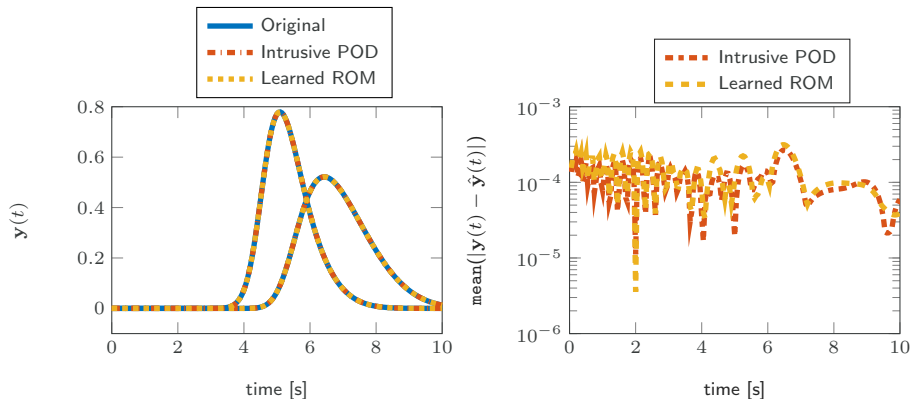 Original
Intrusive POD
Learned ROM
0.8
0.6
0.4
0.2
0
0 2 4 6 8 10
y(t)
time [s]
Intrusive POD
Learned ROM
10⁻³
10⁻⁴
10⁻⁵
10⁻⁶
0 2 4 6 8 10
mean(|y(t) − ŷ(t)|)
time [s]